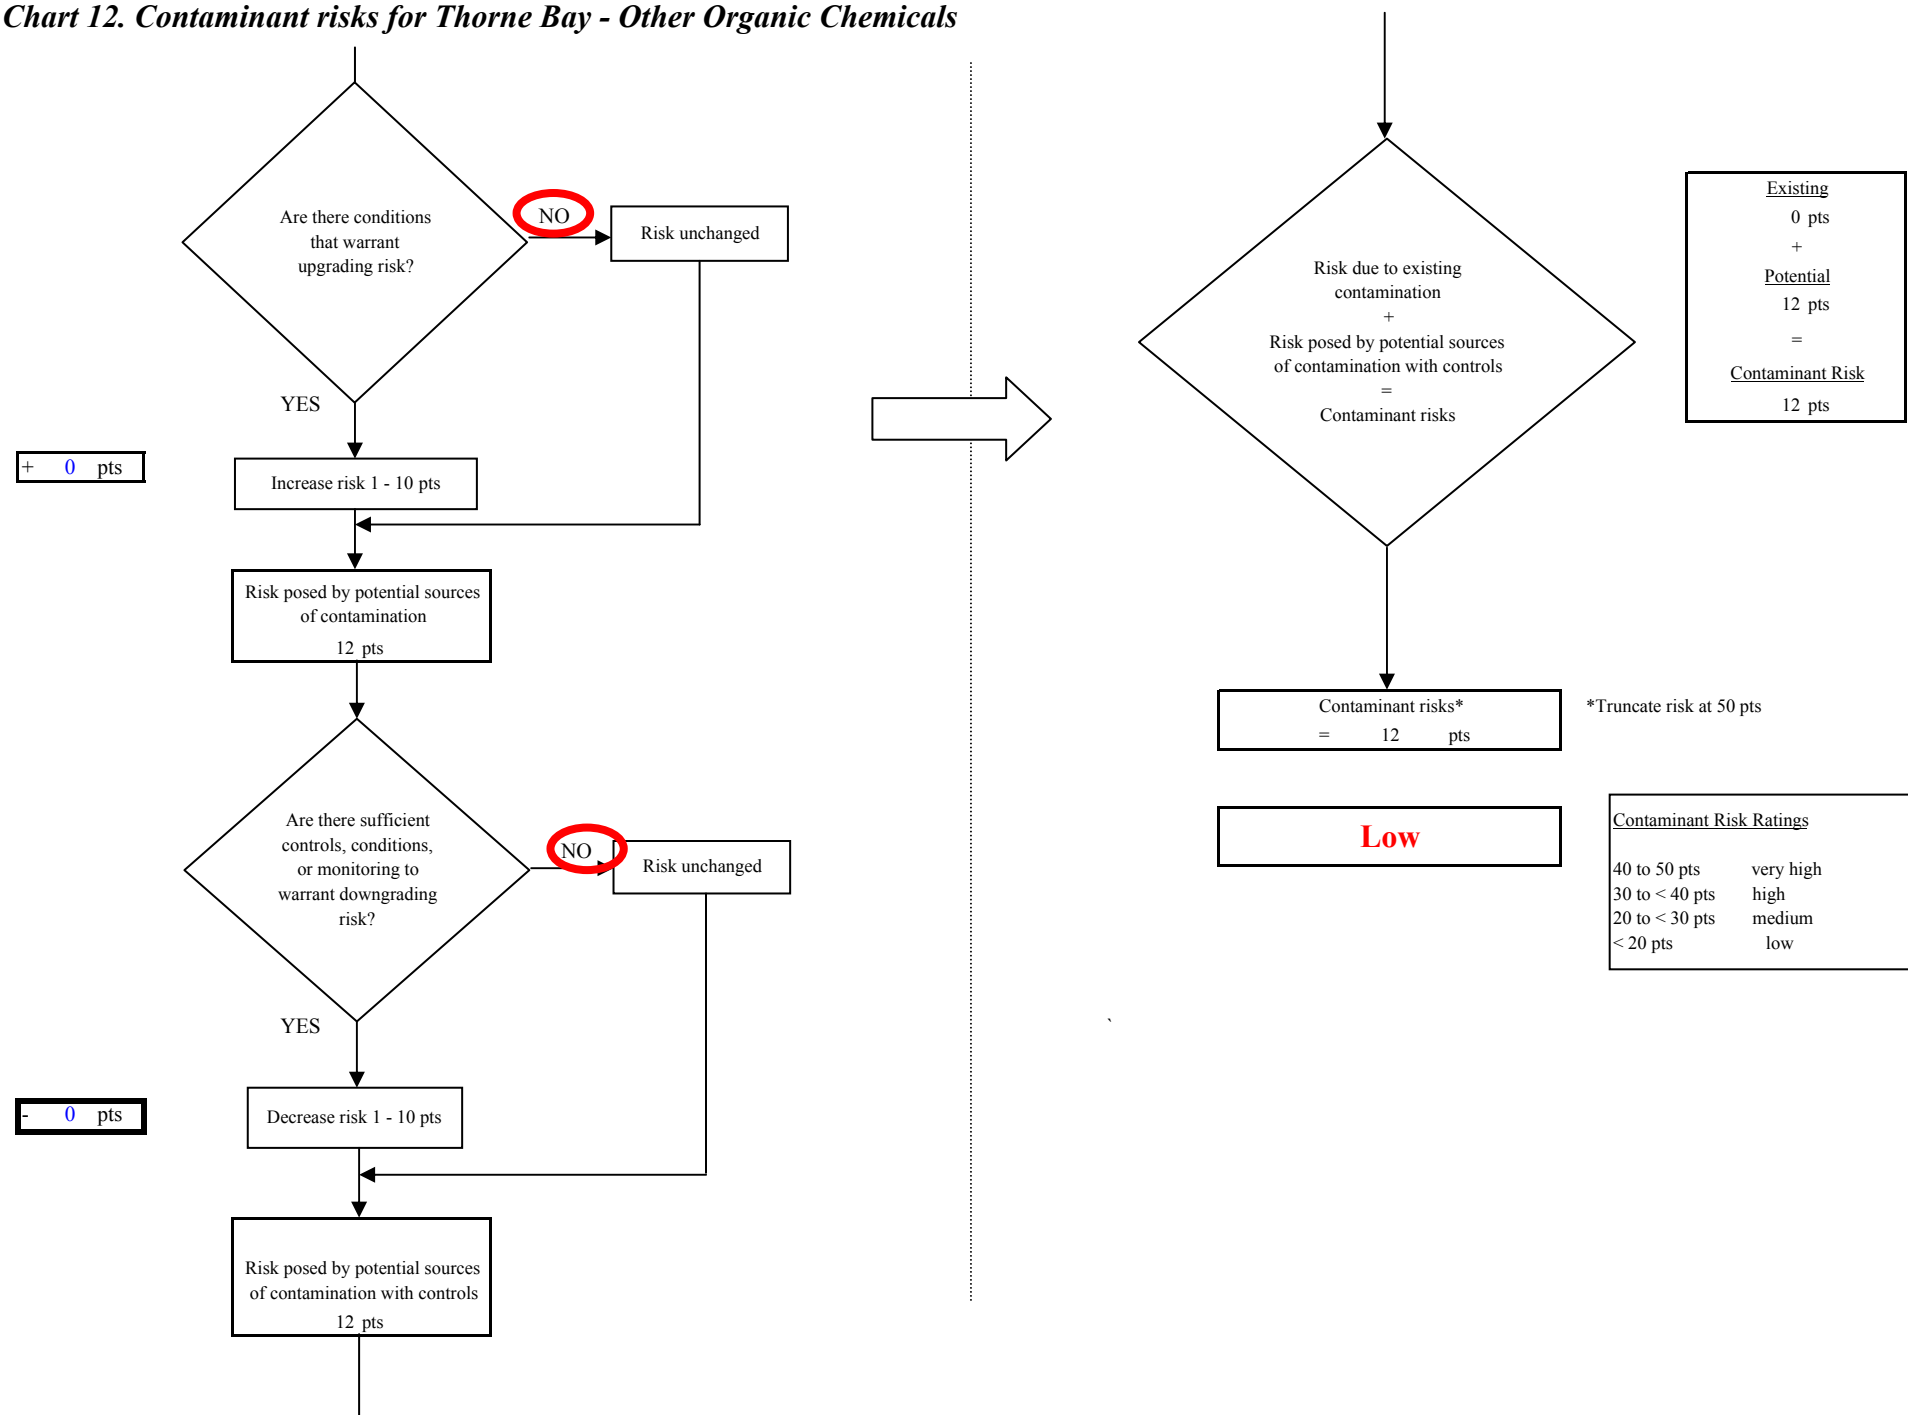 Chart 12. Contaminant risks for Thorne Bay - Other Organic Chemicals
Are there conditions
that warrant
upgrading risk?
NO
Risk unchanged
YES
+ 0 pts
Increase risk 1 - 10 pts
Risk posed by potential sources
of contamination
12 pts
Are there sufficient
controls, conditions,
or monitoring to
warrant downgrading
risk?
NO
Risk unchanged
YES
- 0 pts
Decrease risk 1 - 10 pts
Risk posed by potential sources
of contamination with controls
12 pts
Risk due to existing
contamination
+
Risk posed by potential sources
of contamination with controls
=
Contaminant risks
Existing
0 pts
+
Potential
12 pts
=
Contaminant Risk
12 pts
Contaminant risks*
= 12 pts
*Truncate risk at 50 pts
Low
Contaminant Risk Ratings
40 to 50 pts very high
30 to < 40 pts high
20 to < 30 pts medium
< 20 pts low
`